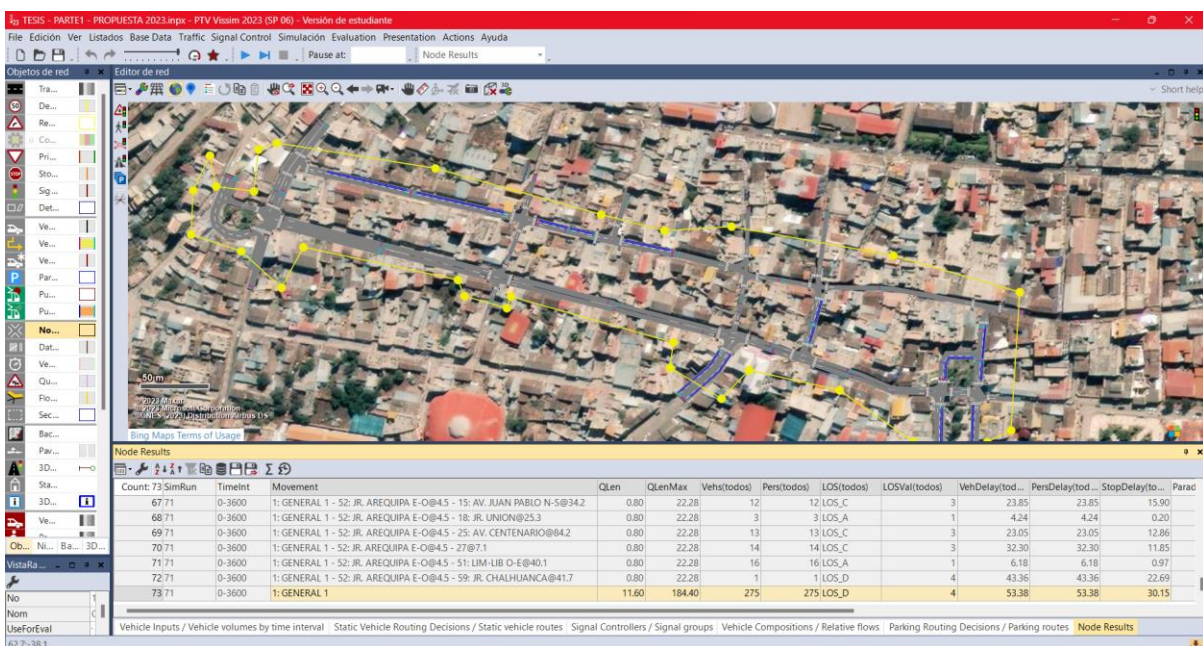 TESIS - PARTE1 - PROPUESTA 2023.inpx - PTV Vissim 2023 (SP 06) - Versión de estudiante
File Edición Ver Listados Base Data Traffic Signal Control Simulación Evaluation Presentation Actions Ayuda
Pause at: Node Results
Objetos de red
Editor de red
Short help
Tra...
De...
Re...
Co...
Pri...
Sto...
Sig...
Det...
Ve...
Ve...
Ve...
Par...
Pu...
Pu...
No...
Dat...
Ve...
Qu...
Flo...
Sec...
Bac...
Pav...
3D...
Sta...
3D...
Ve...
Ob... Ni... Ba... 3D...
VistaRa...
No 1
Nom
UseForEval
62.7:-38.1
50 m
Bing Maps Terms of Usage
Node Results
Count: 73 SimRun TimeInt Movement QLen QLenMax Vehs(todos) Pers(todos) LOS(todos) LOSVal(todos) VehDelay(tod... PersDelay(tod... StopDelay(to... Parad
67 71 0-3600 1: GENERAL 1 - 52: JR. AREQUIPA E-O@4.5 - 15: AV. JUAN PABLO N-S@34.2 0.80 22.28 12 12 LOS_C 3 23.85 23.85 15.90
68 71 0-3600 1: GENERAL 1 - 52: JR. AREQUIPA E-O@4.5 - 18: JR. UNION@25.3 0.80 22.28 3 3 LOS_A 1 4.24 4.24 0.20
69 71 0-3600 1: GENERAL 1 - 52: JR. AREQUIPA E-O@4.5 - 25: AV. CENTENARIO@84.2 0.80 22.28 13 13 LOS_C 3 23.05 23.05 12.86
70 71 0-3600 1: GENERAL 1 - 52: JR. AREQUIPA E-O@4.5 - 27@7.1 0.80 22.28 14 14 LOS_C 3 32.30 32.30 11.85
71 71 0-3600 1: GENERAL 1 - 52: JR. AREQUIPA E-O@4.5 - 51: LIM-LIB O-E@40.1 0.80 22.28 16 16 LOS_A 1 6.18 6.18 0.97
72 71 0-3600 1: GENERAL 1 - 52: JR. AREQUIPA E-O@4.5 - 59: JR. CHALHUANCA@41.7 0.80 22.28 1 1 LOS_D 4 43.36 43.36 22.69
73 71 0-3600 1: GENERAL 1 11.60 184.40 275 275 LOS_D 4 53.38 53.38 30.15
Vehicle Inputs / Vehicle volumes by time interval Static Vehicle Routing Decisions / Static vehicle routes Signal Controllers / Signal groups Vehicle Compositions / Relative flows Parking Routing Decisions / Parking routes Node Results